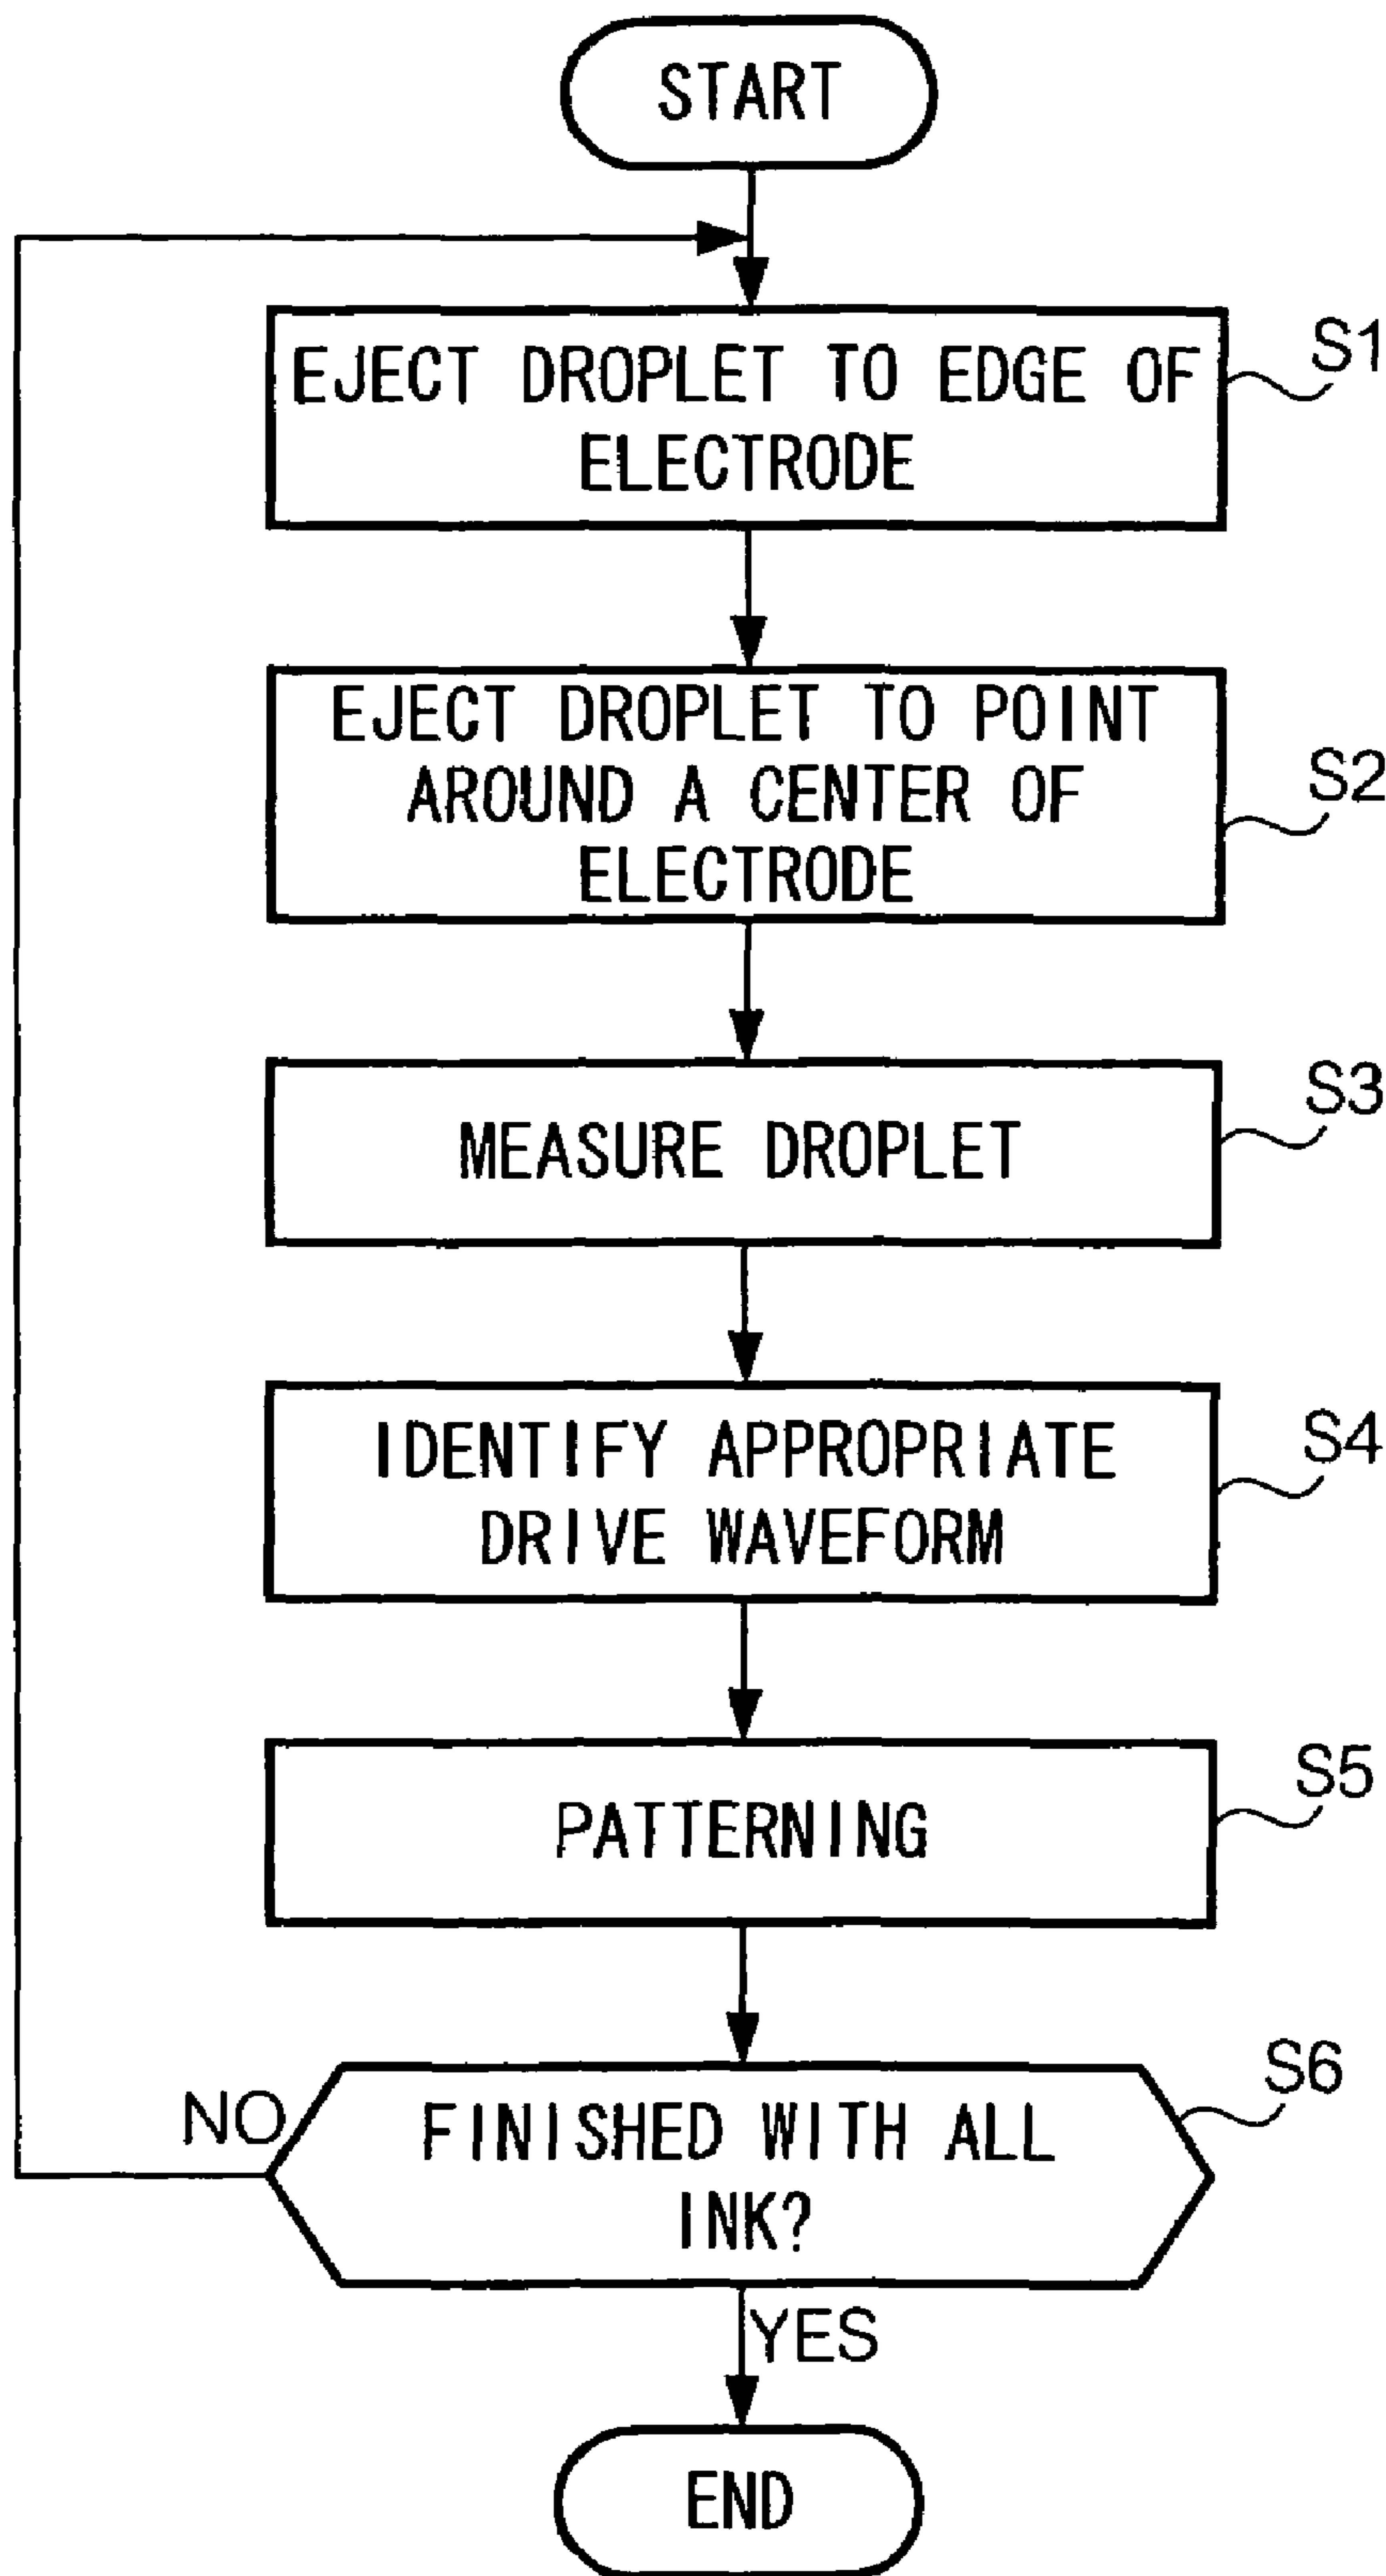 START
EJECT DROPLET TO EDGE OF
ELECTRODE
S1
EJECT DROPLET TO POINT
AROUND A CENTER OF
ELECTRODE
S2
MEASURE DROPLET
S3
IDENTIFY APPROPRIATE
DRIVE WAVEFORM
S4
PATTERNING
S5
FINISHED WITH ALL
INK?
S6
NO
YES
END